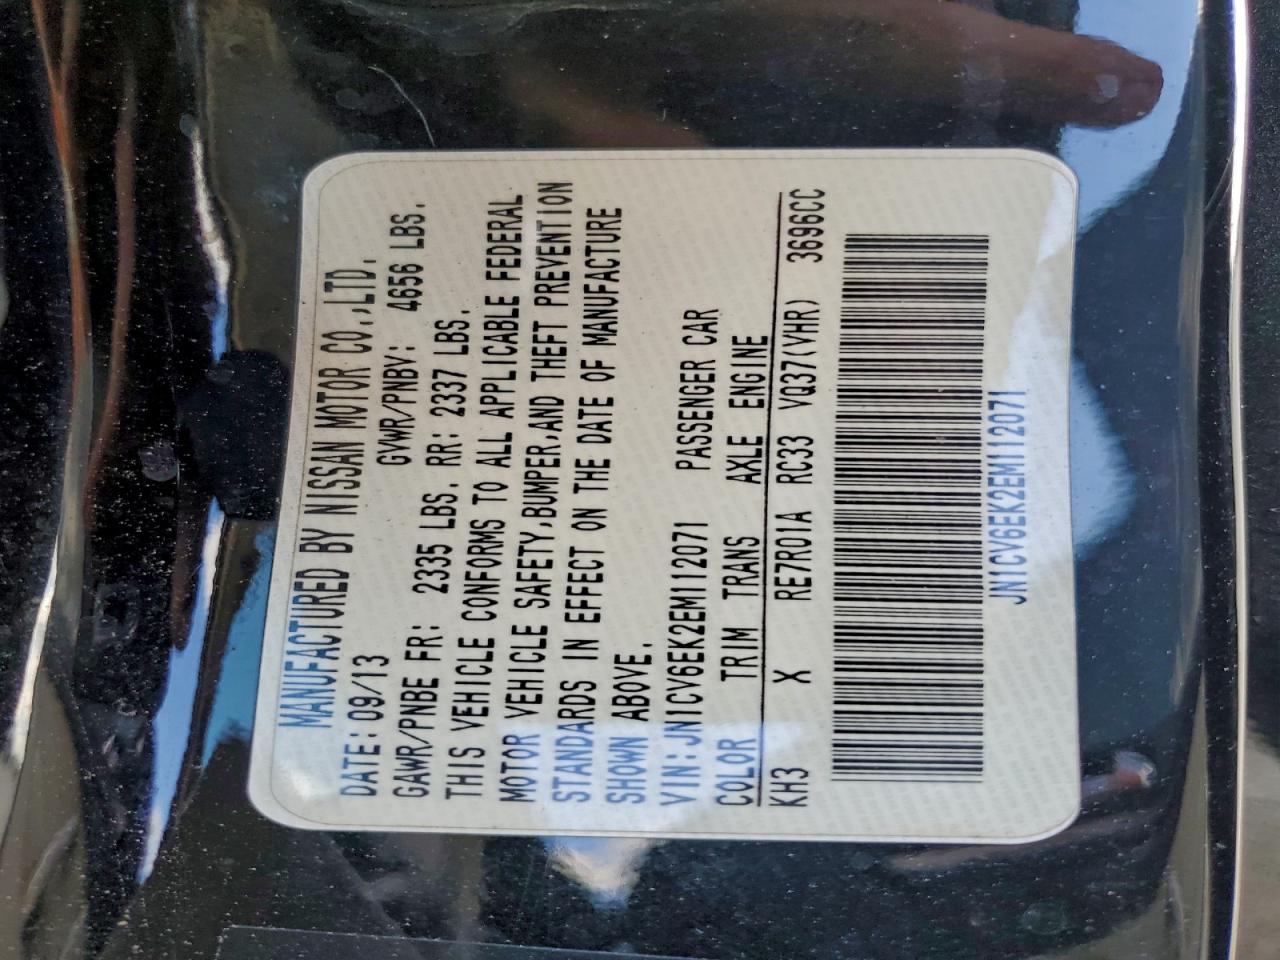 MANUFACTURED BY NISSAN MOTOR CO.,LTD.
DATE:09/13 GVWR/PNBV: 4656 LBS.
GAWR/PNBE FR: 2335 LBS. RR: 2337 LBS.
THIS VEHICLE CONFORMS TO ALL APPLICABLE FEDERAL
MOTOR VEHICLE SAFETY,BUMPER,AND THEFT PREVENTION
STANDARDS IN EFFECT ON THE DATE OF MANUFACTURE
SHOWN ABOVE.
VIN:JN1CV6EK2EM112071 PASSENGER CAR
COLOR TRIM TRANS AXLE ENGINE
KH3 X RE7R01A RC33 VQ37(VHR) 3696CC
JN1CV6EK2EM112071